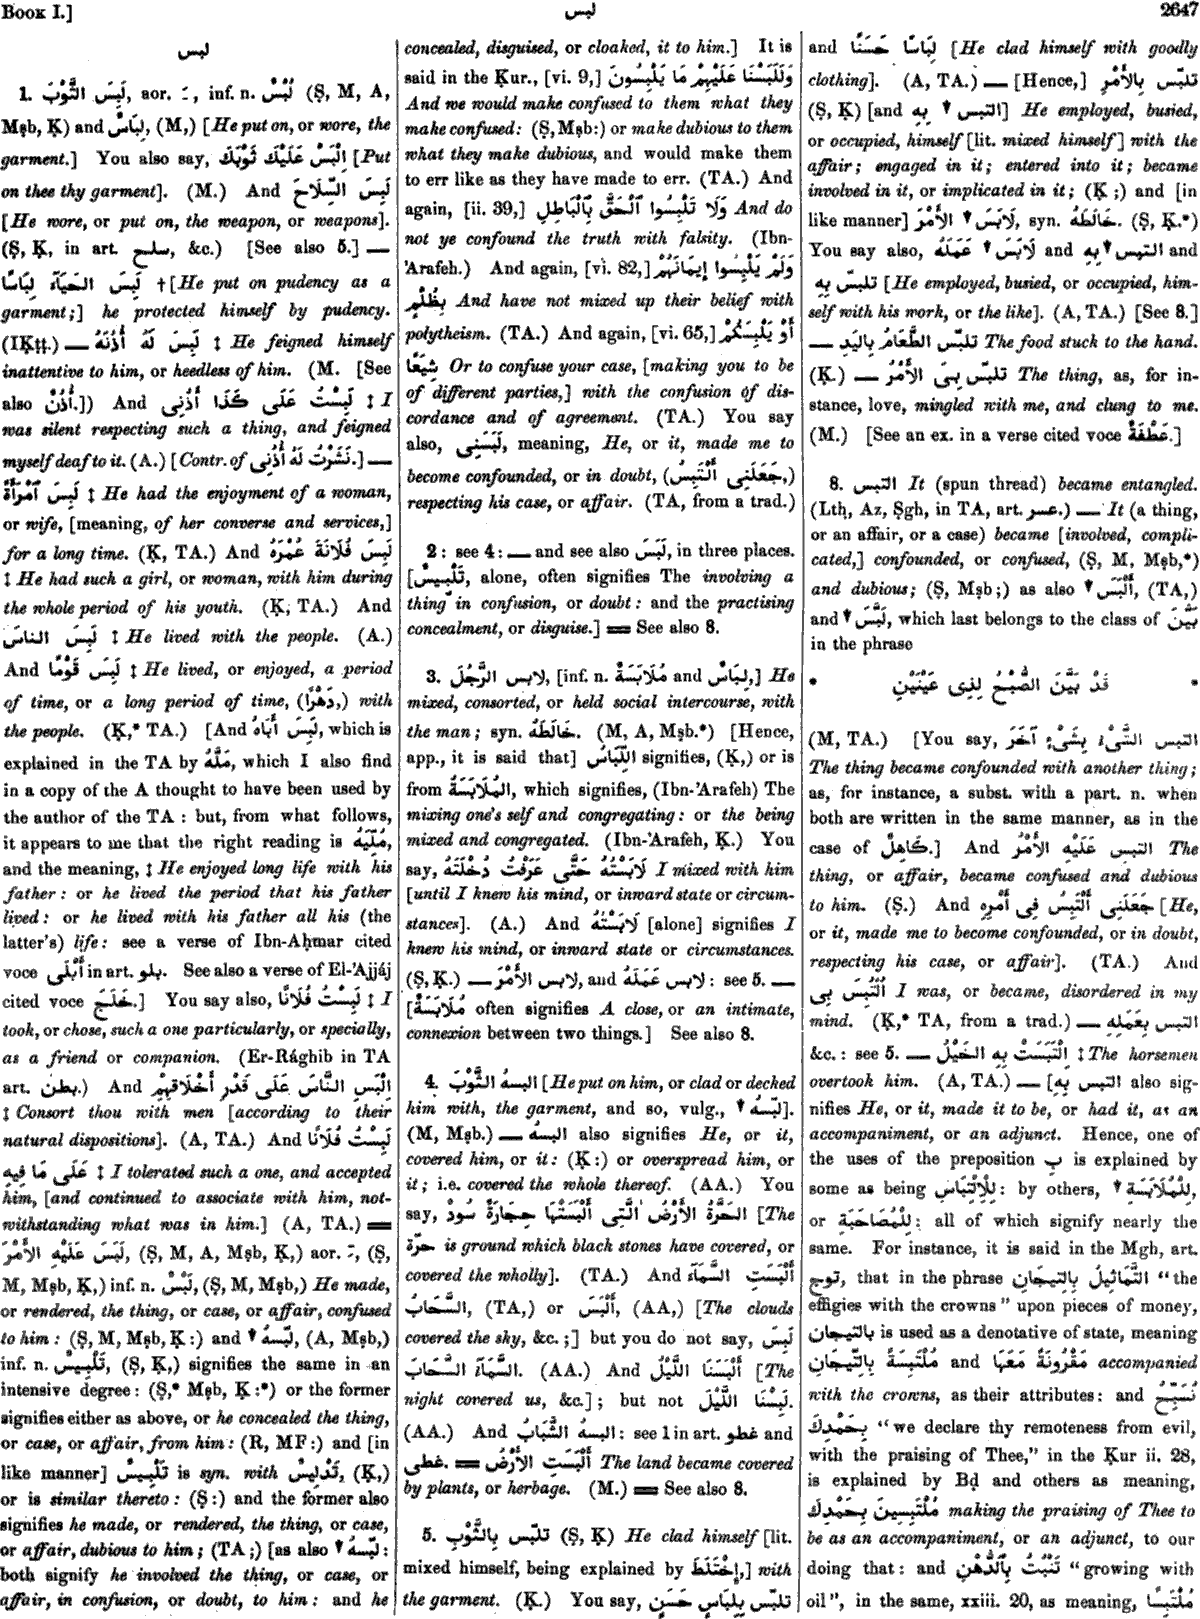 BOOK I.]
لبس
2647
لبس
1. لَبِسَ الثَّوْبَ, aor. ـَ, inf. n. لُبْسٌ (Ṣ, M, A,
Mṣb, Ḳ) and لِبَاسٌ, (M,) [He put on, or wore, the
garment.] You also say, اِلْبَسْ عَلَيْكَ ثَوْبَكَ [Put
on thee thy garment]. (M.) And لَبِسَ السِّلَاحَ
[He wore, or put on, the weapon, or weapons].
(Ṣ, Ḳ, in art. سلح, &c.) [See also 5.] —
لَبِسَ الحَيَآءَ لِبَاسًا † [He put on pudency as a
garment;] he protected himself by pudency.
(IḲṭṭ.) — لَبِسَ لَهُ أُذُنَهُ ‡ He feigned himself
inattentive to him, or heedless of him. (M. [See
also أُذُنٌ.]) And لَبِسْتُ عَلَى كَذَا أُذُنِى ‡ I
was silent respecting such a thing, and feigned
myself deaf to it. (A.) [Contr. of نَشَرْتُ لَهُ أُذُنِى.] —
لَبِسَ ٱمْرَأَةً ‡ He had the enjoyment of a woman,
or wife, [meaning, of her converse and services,]
for a long time. (Ḳ, TA.) And لَبِسَ فُلَانَةَ عُمْرَهُ
‡ He had such a girl, or woman, with him during
the whole period of his youth. (Ḳ, TA.) And
لَبِسَ الناسَ ‡ He lived with the people. (A.)
And لَبِسَ قَوْمًا ‡ He lived, or enjoyed, a period
of time, or a long period of time, (دَهْرًا,) with
the people. (Ḳ,* TA.) [And لَبِسَ أَبَاهُ, which is
explained in the TA by مَلَّهُ, which I also find
in a copy of the A thought to have been used by
the author of the TA : but, from what follows,
it appears to me that the right reading is مُلِّيَهُ,
and the meaning, ‡ He enjoyed long life with his
father : or he lived the period that his father
lived : or he lived with his father all his (the
latter's) life : see a verse of Ibn-Aḥmar cited
voce أَبْلَى in art. بلو. See also a verse of El-'Ajjáj
cited voce خَلَجَ.] You say also, لَبِسْتُ فُلَانًا ‡ I
took, or chose, such a one particularly, or specially,
as a friend or companion. (Er-Rághib in TA
art. بطن.) And اِلْبَسِ النَّاسَ عَلَى قَدْرِ أَخْلَاقِهِمْ
‡ Consort thou with men [according to their
natural dispositions]. (A, TA.) And لَبِسْتُ فُلَانًا
عَلَى مَا فِيهِ ‡ I tolerated such a one, and accepted
him, [and continued to associate with him, not-
withstanding what was in him.] (A, TA.) ═
لَبَسَ عَلَيْهِ الأَمْرَ, (Ṣ, M, A, Mṣb, Ḳ,) aor. ـِ, (Ṣ,
M, Mṣb, Ḳ,) inf. n. لَبْسٌ, (Ṣ, M, Mṣb,) He made,
or rendered, the thing, or case, or affair, confused
to him : (Ṣ, M, Mṣb, Ḳ :) and ▼ لبّسهُ, (A, Mṣb,)
inf. n. تَلْبِيسٌ, (Ṣ, Ḳ,) signifies the same in an
intensive degree : (Ṣ,* Mṣb, Ḳ :*) or the former
signifies either as above, or he concealed the thing,
or case, or affair, from him : (R, MF :) and [in
like manner] تَلْبِيسٌ is syn. with تَدْلِيسٌ, (Ḳ,)
or is similar thereto : (Ṣ :) and the former also
signifies he made, or rendered, the thing, or case,
or affair, dubious to him ; (TA ;) [as also ▼ لبّسهُ :
both signify he involved the thing, or case, or
affair, in confusion, or doubt, to him : and he
concealed, disguised, or cloaked, it to him.] It is
said in the Ḳur., [vi. 9,] وَلَلَبَسْنَا عَلَيْهِمْ مَا يَلْبِسُونَ
And we would make confused to them what they
make confused : (Ṣ, Mṣb :) or make dubious to them
what they make dubious, and would make them
to err like as they have made to err. (TA.) And
again, [ii. 39,] وَلَا تَلْبِسُوا ٱلْحَقَّ بِٱلْبَاطِلِ And do
not ye confound the truth with falsity. (Ibn-
'Arafeh.) And again, [vi. 82,] وَلَمْ يَلْبِسُوا إِيمَانَهُمْ
بِظُلْمٍ And have not mixed up their belief with
polytheism. (TA.) And again, [vi. 65,] أَوْ يَلْبِسَكُمْ
شِيَعًا Or to confuse your case, [making you to be
of different parties,] with the confusion of dis-
cordance and of agreement. (TA.) You say
also, لَبَسَنِى, meaning, He, or it, made me to
become confounded, or in doubt, (جَعَلَنِى أَلْتَبِسُ,)
respecting his case, or affair. (TA, from a trad.)
2 : see 4 : — and see also لَبَسَ, in three places.
[تَلْبِيسٌ, alone, often signifies The involving a
thing in confusion, or doubt : and the practising
concealment, or disguise.] ═ See also 8.
3. لابس الرَّجُلَ, [inf. n. مُلَابَسَةٌ and لِبَاسٌ,] He
mixed, consorted, or held social intercourse, with
the man ; syn. خَالَطَهُ. (M, A, Mṣb.*) [Hence,
app., it is said that] اللِّبَاسُ signifies, (Ḳ,) or is
from المُلَابَسَةُ, which signifies, (Ibn-'Arafeh) The
mixing one's self and congregating : or the being
mixed and congregated. (Ibn-'Arafeh, Ḳ.) You
say, لَابَسْتُهُ حَتَّى عَرَفْتُ دُخْلَتَهُ I mixed with him
[until I knew his mind, or inward state or circum-
stances]. (A.) And لَابَسْتُهُ [alone] signifies I
knew his mind, or inward state or circumstances.
(Ṣ, Ḳ.) — لابس الأَمْرَ, and لابس عَمَلَهُ : see 5. —
[مُلَابَسَةٌ often signifies A close, or an intimate,
connexion between two things.] See also 8.
4. البسهُ الثَّوْبَ [He put on him, or clad or decked
him with, the garment, and so, vulg., ▼ لبّسهُ].
(M, Mṣb.) — البسهُ also signifies He, or it,
covered him, or it : (Ḳ :) or overspread him, or
it ; i.e. covered the whole thereof. (AA.) You
say, الحَرَّةُ الأَرْضُ الَّتِى أَلْبَسَتْهَا حِجَارَةٌ سُودٌ [The
حرّة is ground which black stones have covered, or
covered the wholly]. (TA.) And أَلْبَسَتِ السَّمَآءَ
السَّحَابُ, (TA,) or أَلْبَسَ, (AA,) [The clouds
covered the sky, &c. ;] but you do not say, لَبِسَ
السَّمَآءَ السَّحَابَ. (AA.) And أَلْبَسَنَا اللَّيْلُ [The
night covered us, &c.] ; but not لَبِسَنَا اللَّيْلَ.
(AA.) And البسهُ الشَّبَابُ : see 1 in art. غطو and
غطى. ═ أَلْبَسَتِ الأَرْضُ The land became covered
by plants, or herbage. (M.) ═ See also 8.
5. تلبّس بِالثَّوْبِ (Ṣ, Ḳ) He clad himself [lit.
mixed himself, being explained by اِخْتَلَطَ,] with
the garment. (Ḳ.) You say, تلبّس بِلِبَاسٍ حَسَنٍ
and لِبَاسًا حَسَنًا [He clad himself with goodly
clothing]. (A, TA.) — [Hence,] تلبّس بِالأَمْرِ
(Ṣ, Ḳ) [and ▼ التبس بِهِ] He employed, busied,
or occupied, himself [lit. mixed himself] with the
affair ; engaged in it ; entered into it ; became
involved in it, or implicated in it ; (Ḳ ;) and [in
like manner] ▼ لَابَسَ الأَمْرَ, syn. خَالَطَهُ. (Ṣ, Ḳ.*)
You say also, ▼ لَابَسَ عَمَلَهُ and ▼ التبس بِهِ and
تلبّس بِهِ [He employed, busied, or occupied, him-
self with his work, or the like]. (A, TA.) [See 8.]
— تلبّس الطَّعَامُ بِاليَدِ The food stuck to the hand.
(Ḳ.) — تلبّس بِىَ الأَمْرُ The thing, as, for in-
stance, love, mingled with me, and clung to me.
(M.) [See an ex. in a verse cited voce عَطْفَةٌ.]
8. التبس It (spun thread) became entangled.
(Lth, Az, Ṣgh, in TA, art. عسر.) — It (a thing,
or an affair, or a case) became [involved, compli-
cated,] confounded, or confused, (Ṣ, M, Mṣb,*)
and dubious ; (Ṣ, Mṣb ;) as also ▼ أَلْبَسَ, (TA,)
and ▼ لَبَّسَ, which last belongs to the class of بَيَّنَ
in the phrase
* قَدْ بَيَّنَ الصُّبْحُ لِذِى عَيْنَيْنِ *
(M, TA.) [You say, التبس الشَّىْءُ بِشَىْءٍ آخَرَ
The thing became confounded with another thing ;
as, for instance, a subst. with a part. n. when
both are written in the same manner, as in the
case of كَاهِلٌ.] And التبس عَلَيْهِ الأَمْرُ The
thing, or affair, became confused and dubious
to him. (Ṣ.) And جَعَلَنِى أَلْتَبِسُ فِى أَمْرِهِ [He,
or it, made me to become confounded, or in doubt,
respecting his case, or affair]. (TA.) And
اُلْتُبِسَ بِى I was, or became, disordered in my
mind. (Ḳ,* TA, from a trad.) — التبس بِعَمَلِهِ
&c. : see 5. — اِلْتَبَسَتْ بِهِ الخَيْلُ ‡ The horsemen
overtook him. (A, TA.) — [التبس بِهِ also sig-
nifies He, or it, made it to be, or had it, as an
accompaniment, or an adjunct. Hence, one of
the uses of the preposition بِ is explained by
some as being لِلْاِلْتِبَاسِ : by others, ▼ لِلْمُلَابَسَةِ,
or لِلْمُصَاحَبَةِ : all of which signify nearly the
same. For instance, it is said in the Mgh, art.
توج, that in the phrase التَّمَاثِيلُ بِالتِّيجَانِ "the
effigies with the crowns" upon pieces of money,
بالتيجان is used as a denotative of state, meaning
مُلْتَبِسَةً بِالتِّيجَانِ and مَقْرُونَةً مَعَهَا accompanied
with the crowns, as their attributes : and نُسَبِّحُ
بِحَمْدِكَ "we declare thy remoteness from evil,
with the praising of Thee," in the Ḳur ii. 28,
is explained by Bḍ and others as meaning,
مُلْتَبِسِينَ بِحَمْدِكَ making the praising of Thee to
be as an accompaniment, or an adjunct, to our
doing that : and تَنْبُتُ بِٱلدُّهْنِ "growing with
oil", in the same, xxiii. 20, as meaning, مُلْتَبِسًا